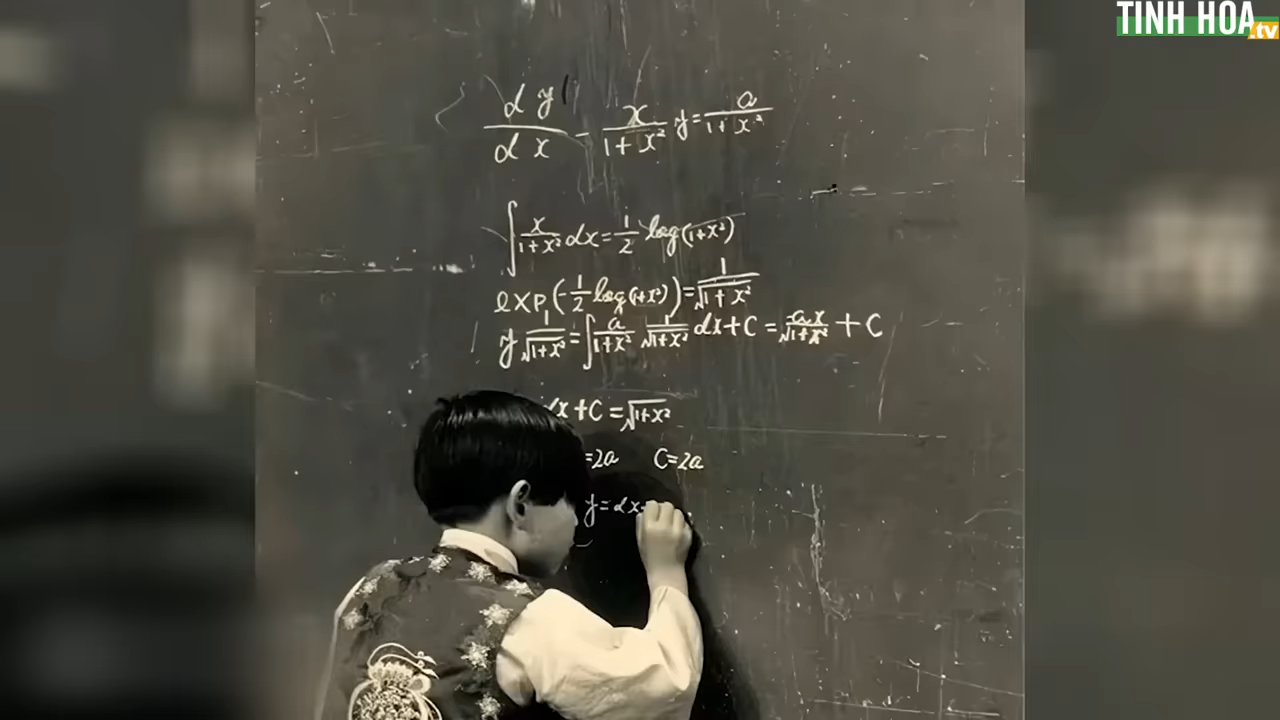 TINH HOA .tv
dy/dx - x/(1+x²) y = a/(1+x²)
∫ x/(1+x²) dx = 1/2 log(1+x²)
exp(-1/2 log(1+x²)) = 1/√(1+x²)
y 1/√(1+x²) = ∫ a/(1+x²) 1/√(1+x²) dx + C = ax/√(1+x²) + C
x + C = √(1+x²)
=2a C=2a
y = αx